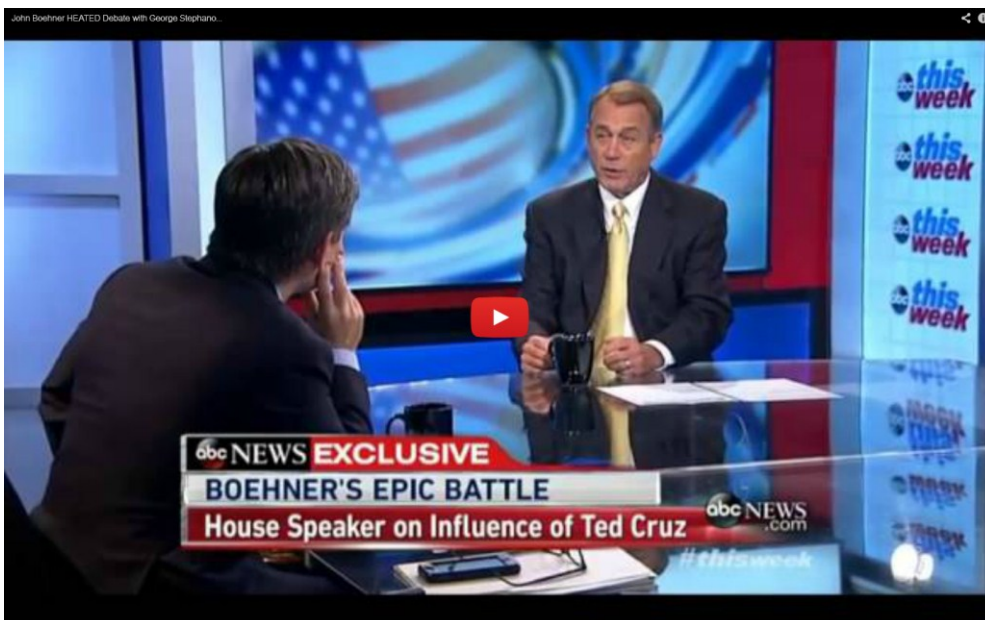 John Boehner HEATED Debate with George Stephano...
abc this week
abc this week
abc this week
abc this week
abc NEWS EXCLUSIVE
BOEHNER'S EPIC BATTLE
House Speaker on Influence of Ted Cruz
abc NEWS
.com
#thisweek